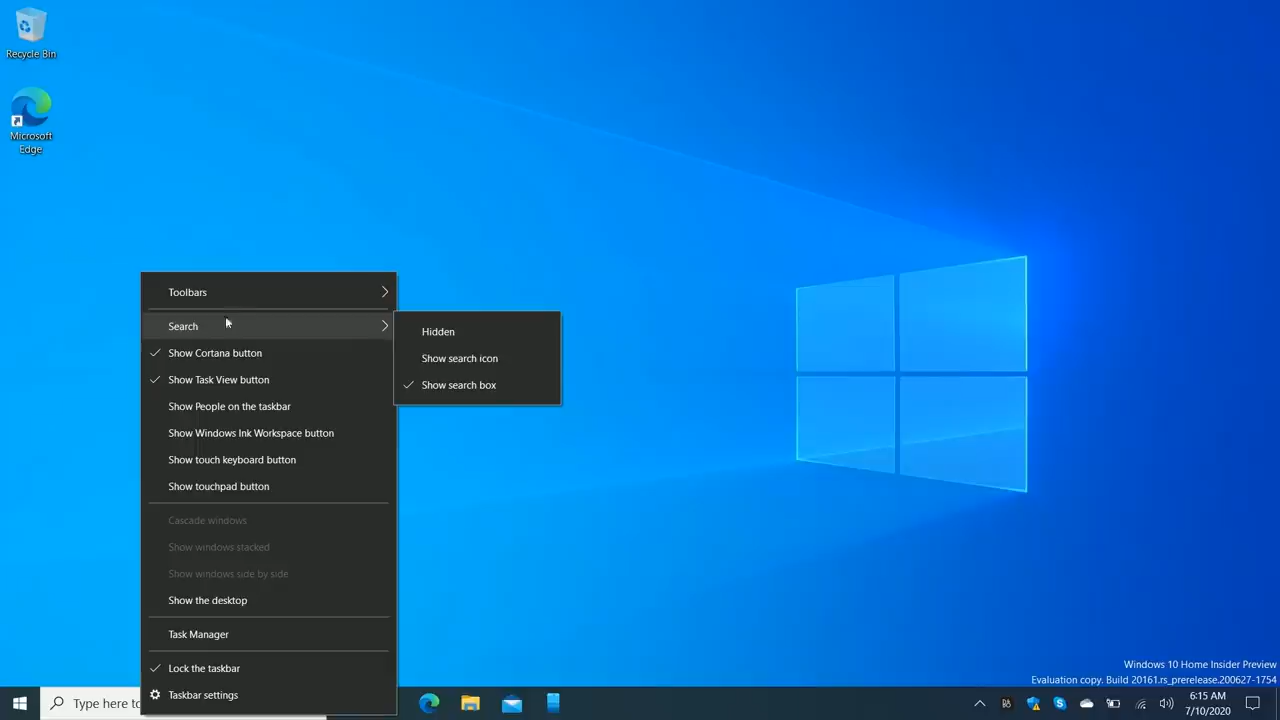 Recycle Bin
Microsoft
Edge
Toolbars
Search
Show Cortana button
Show Task View button
Show People on the taskbar
Show Windows Ink Workspace button
Show touch keyboard button
Show touchpad button
Cascade windows
Show windows stacked
Show windows side by side
Show the desktop
Task Manager
Lock the taskbar
Taskbar settings
Hidden
Show search icon
Show search box
Windows 10 Home Insider Preview
Evaluation copy. Build 20161.rs_prerelease.200627-1754
Type here to
6:15 AM
7/10/2020